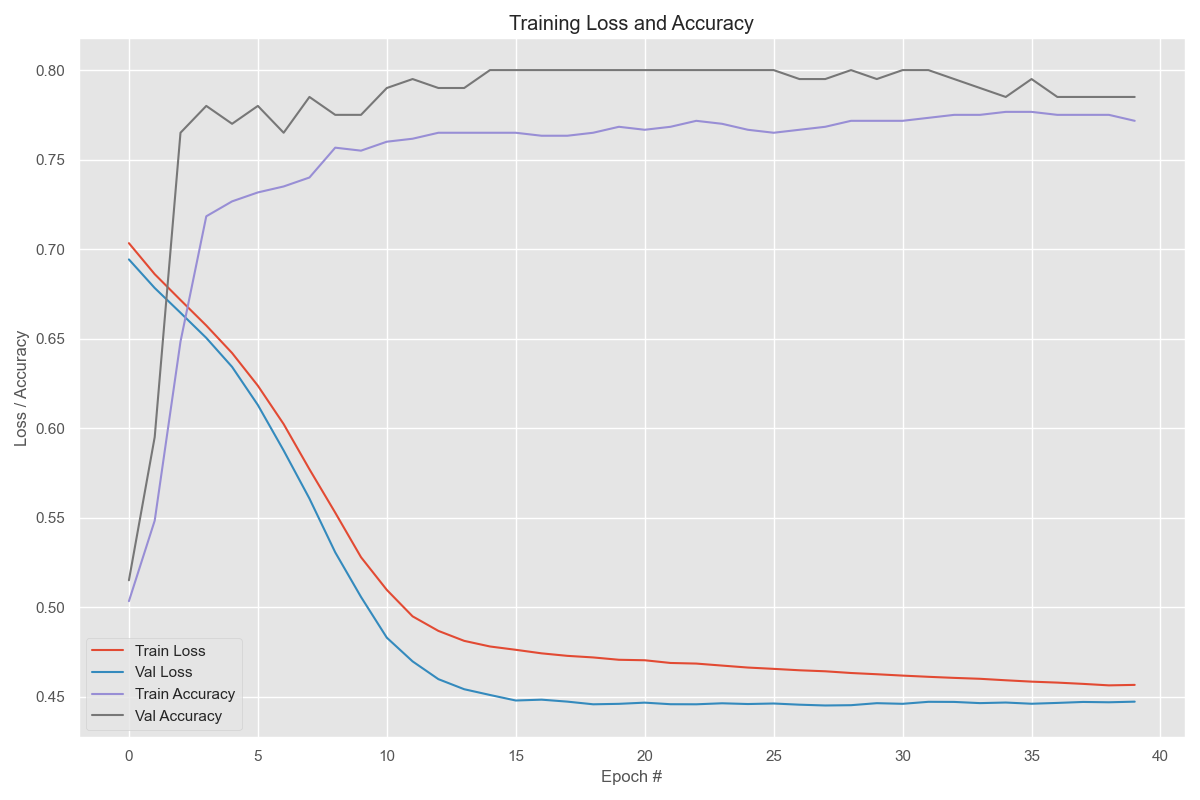 Training Loss and Accuracy
0.80
0.75
0.70
0.65
0.60
0.55
0.50
0.45
Loss / Accuracy
Train Loss
Val Loss
Train Accuracy
Val Accuracy
0 5 10 15 20 25 30 35 40
Epoch #